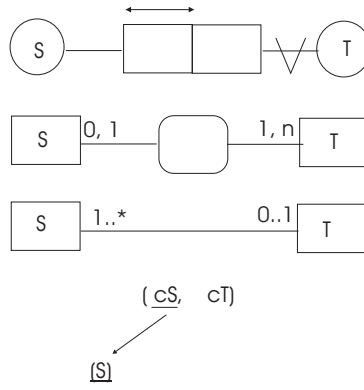 S T
S 0, 1 1, n T
S 1..* 0..1 T
( cS, cT)
(S)